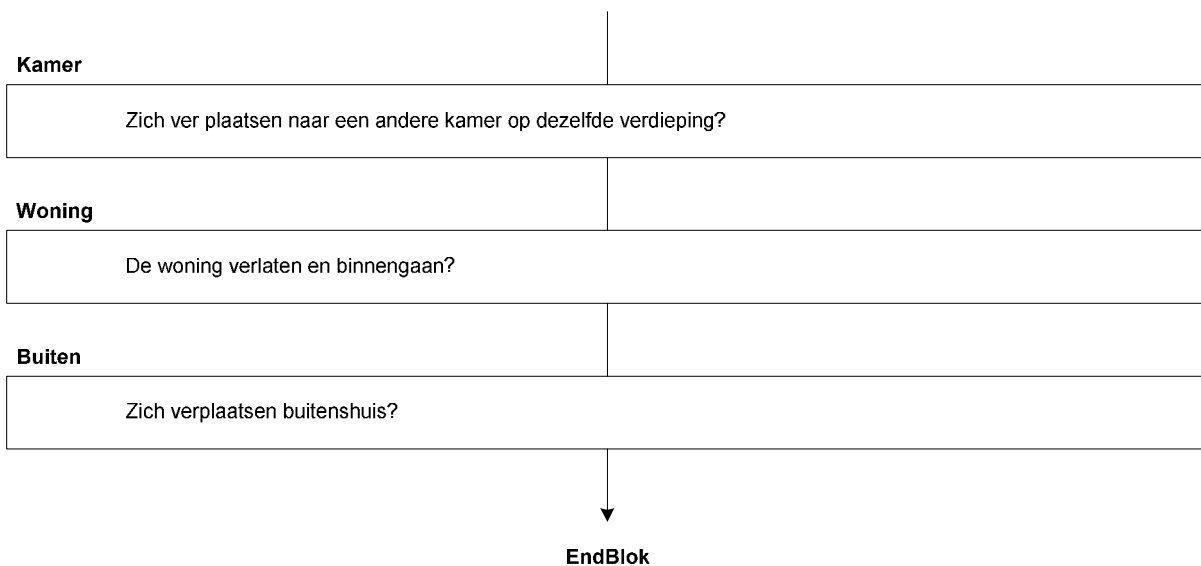 Kamer
Zich ver plaatsen naar een andere kamer op dezelfde verdieping?
Woning
De woning verlaten en binnengaan?
Buiten
Zich verplaatsen buitenshuis?
EndBlok